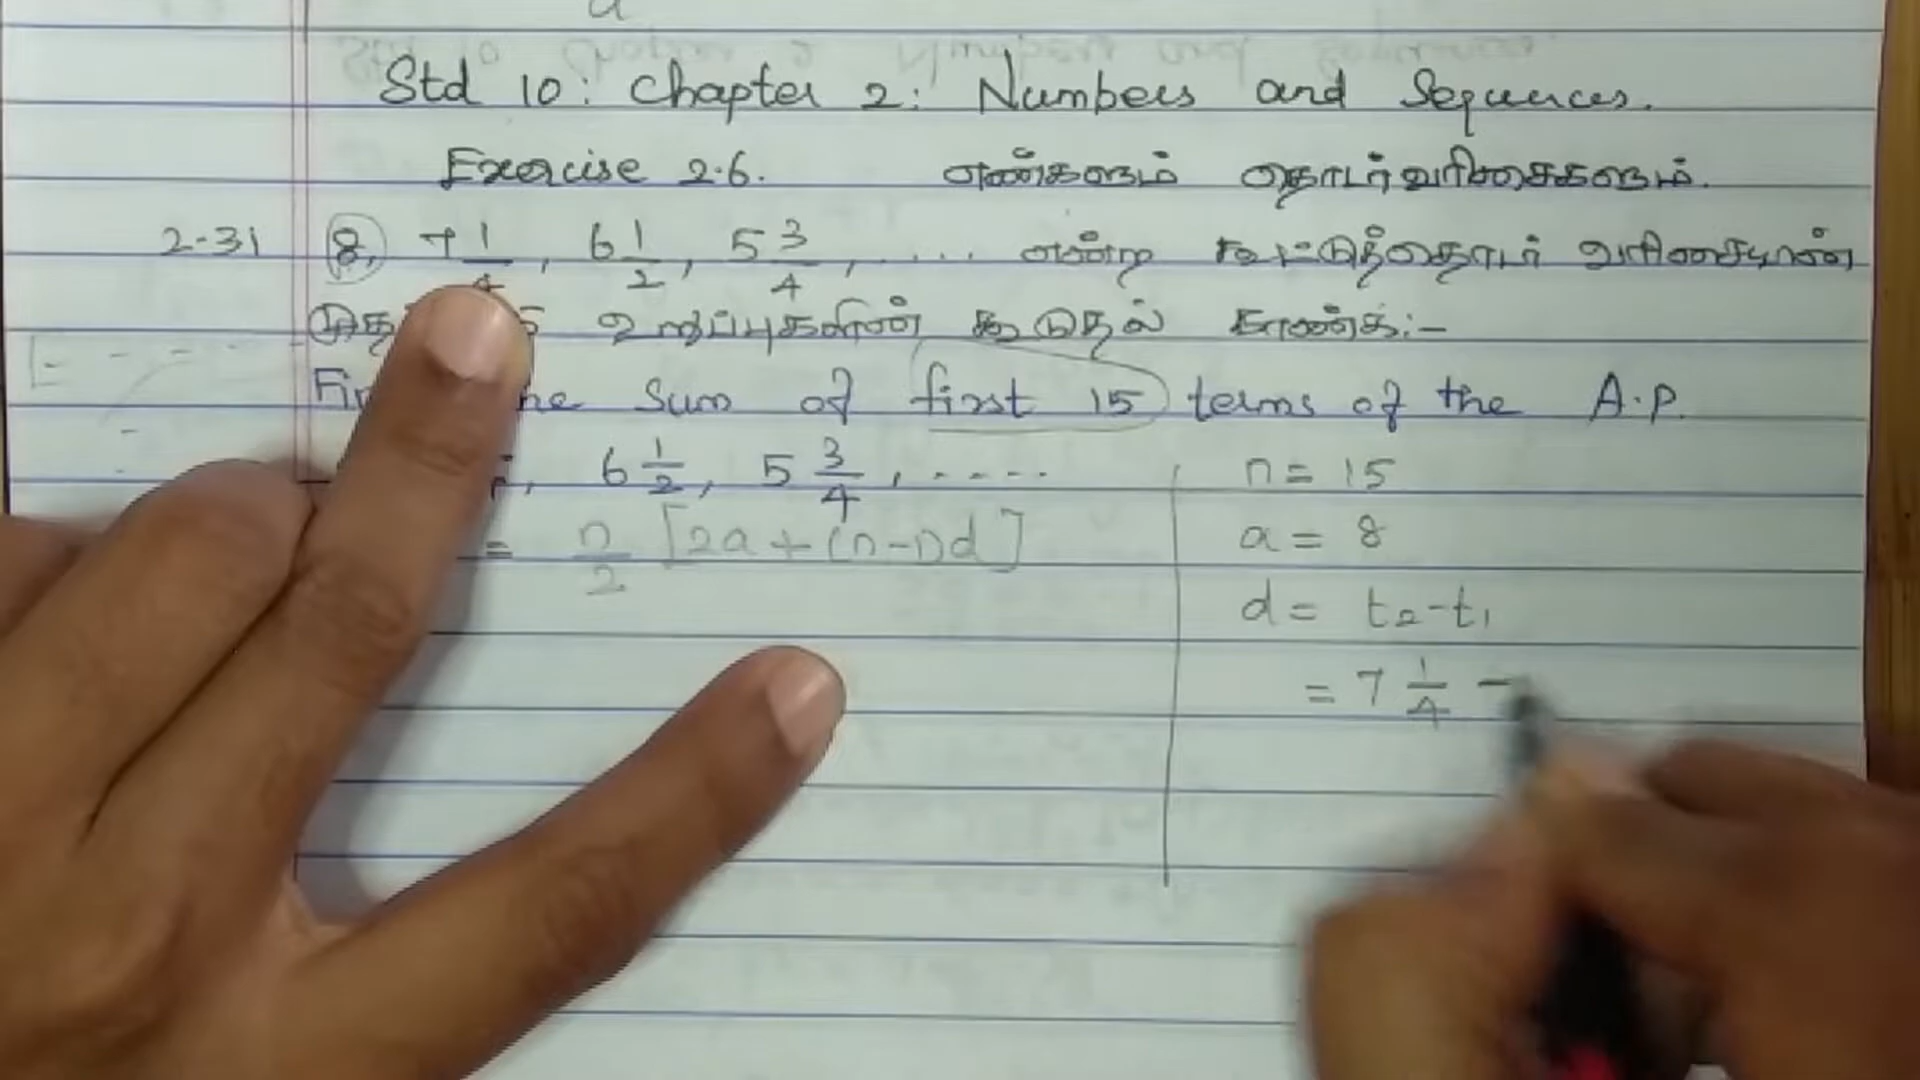 Std 10: Chapter 2: Numbers and Sequences.
Exercise 2.6. எண்களும் தொடர்வரிசைகளும்.
2-31 8, 7 1/4, 6 1/2, 5 3/4, .... என்ற கூட்டுத்தொடர் வரிசையின்
உறுப்புகளின் கூடுதல் காண்க:-
Sum of first 15 terms of the A.P.
6 1/2, 5 3/4, .....
= n/2 [2a+(n-1)d]
n = 15
a = 8
d = t₂-t₁
= 7 1/4 -